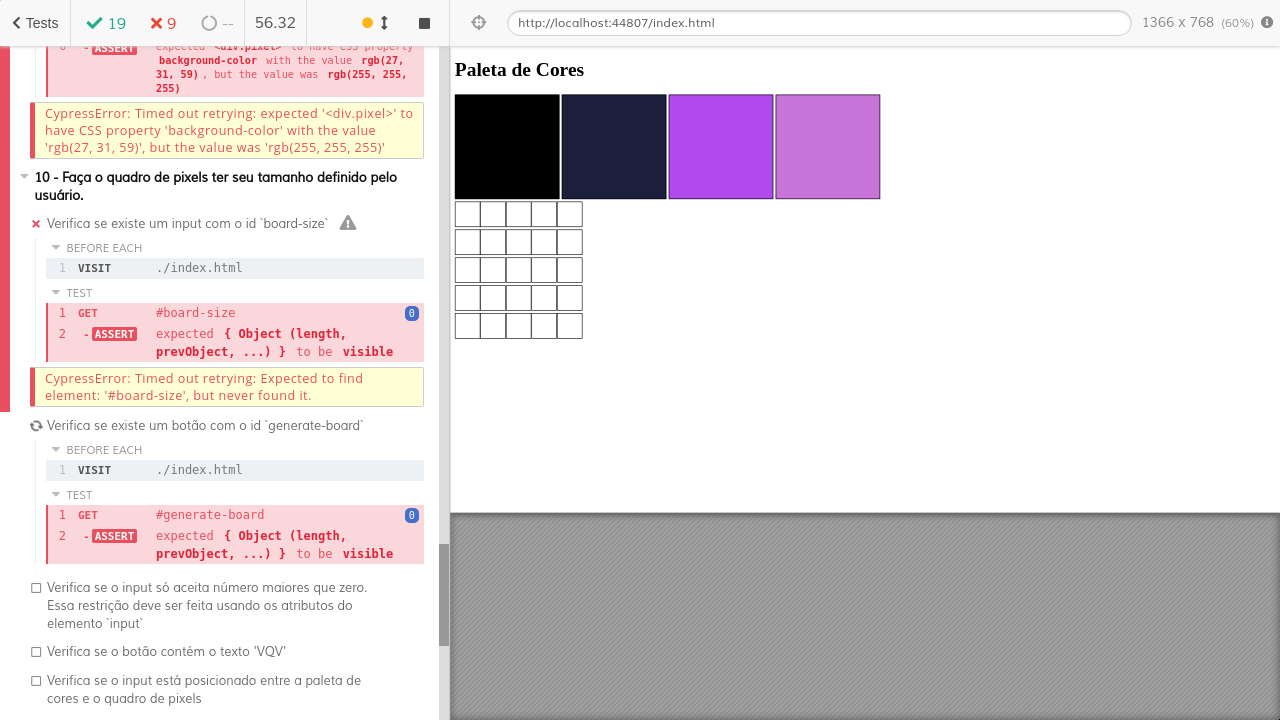 Tests 19 9 -- 56.32 http://localhost:44807/index.html 1366 x 768 (60%)
6 - ASSERT expected <div.pixel> to have CSS property
background-color with the value rgb(27,
31, 59) , but the value was rgb(255, 255,
255)
CypressError: Timed out retrying: expected '<div.pixel>' to
have CSS property 'background-color' with the value
'rgb(27, 31, 59)', but the value was 'rgb(255, 255, 255)'
10 - Faça o quadro de pixels ter seu tamanho definido pelo
usuário.
Verifica se existe um input com o id `board-size`
BEFORE EACH
1 VISIT ./index.html
TEST
1 GET #board-size 0
2 - ASSERT expected { Object (length,
prevObject, ...) } to be visible
CypressError: Timed out retrying: Expected to find
element: '#board-size', but never found it.
Verifica se existe um botão com o id `generate-board`
BEFORE EACH
1 VISIT ./index.html
TEST
1 GET #generate-board 0
2 - ASSERT expected { Object (length,
prevObject, ...) } to be visible
Verifica se o input só aceita número maiores que zero.
Essa restrição deve ser feita usando os atributos do
elemento `input`
Verifica se o botão contém o texto 'VQV'
Verifica se o input está posicionado entre a paleta de
cores e o quadro de pixels
Paleta de Cores